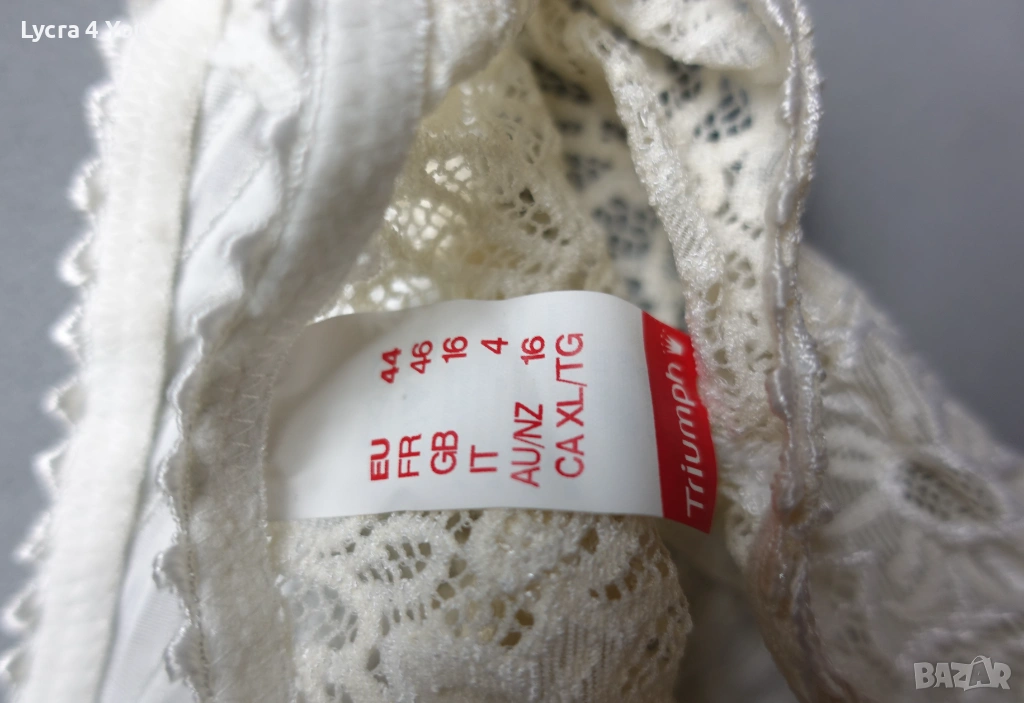 Lycra 4 You
EU 44
FR 46
GB 16
IT 4
AU/NZ 16
CA XL/TG
Triumph
BAZAR